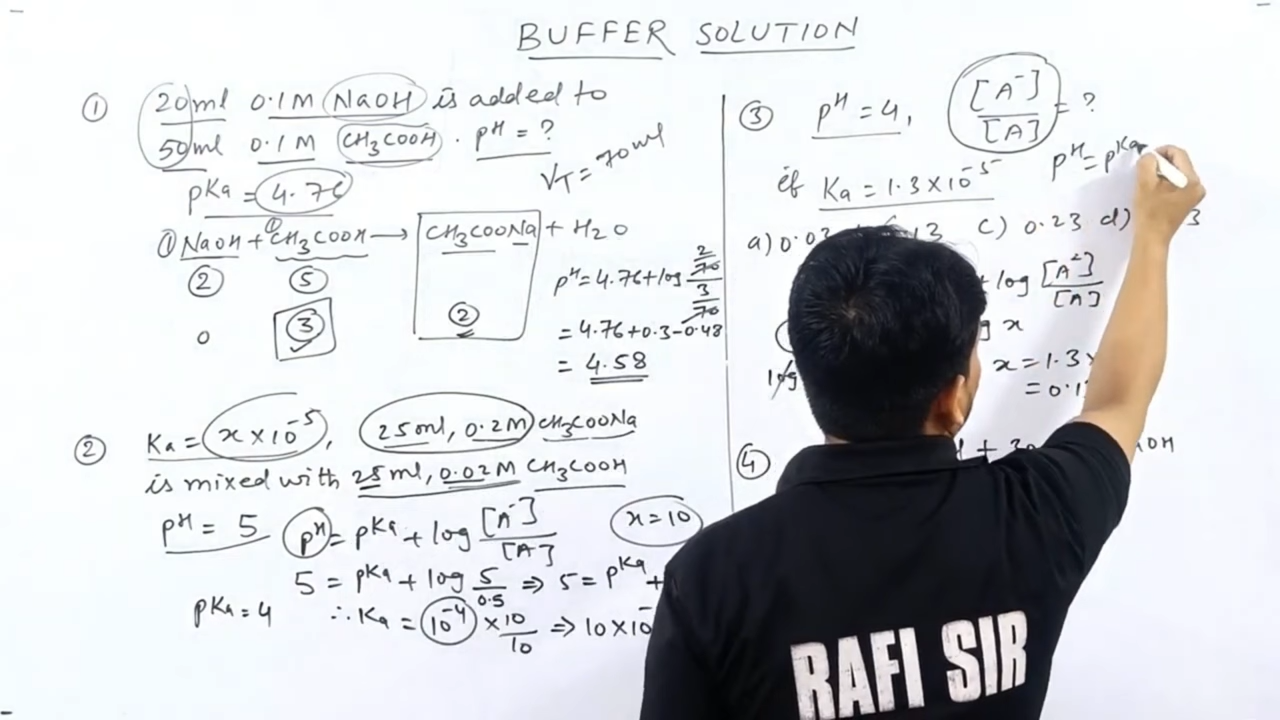 BUFFER SOLUTION
① 20ml 0.1M NaOH is added to
50ml 0.1M CH₃COOH. pH = ?
pKa = 4.76
V_T = 70ml
① NaOH + ① CH₃COOH → CH₃COONa + H₂O
② ⑤
0 ③ ②
pH = 4.76 + log (2/70)/(3/70)
= 4.76 + 0.3 - 0.48
= 4.58
② Ka = x × 10⁻⁵, 25ml, 0.2M CH₃COONa
is mixed with 25ml, 0.02M CH₃COOH
pH = 5 pH = pKa + log [A⁻]/[A] x = 10
5 = pKa + log 5/0.5 ⇒ 5 = pKa +
pKa = 4 ∴ Ka = 10⁻⁴ × 10/10 ⇒ 10 × 10⁻
③ pH = 4, [A⁻]/[A] = ?
if Ka = 1.3 × 10⁻⁵
pH = pKa
a) 0.03 13 c) 0.23 d) 3
+ log [A⁻]/[A]
g x
log x = 1.3 ×
= 0.1
④ + 30 OH
RAFI SIR